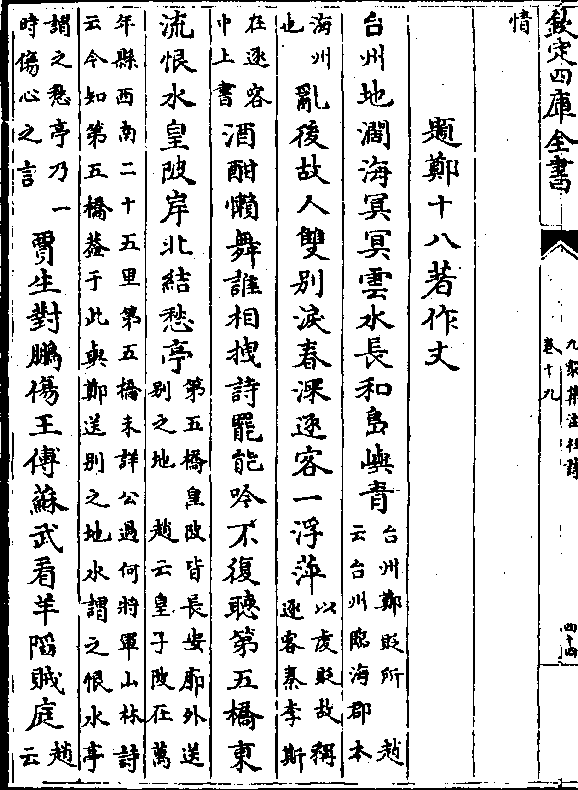 欽定四庫全書
九家集注杜詩
卷十九
四十四
情
題鄭十八著作丈
台州地濶海冥冥雲水長和島嶼青
台州鄭貶所 趙
云台州臨海郡本
海州
也
亂後故人雙別淚春深逐客一浮萍
以䖍貶故稱
逐客秦李斯
在逐客
中上書
酒酣懶舞誰相拽詩罷能吟不復聽第五橋東
流恨水皇陂岸北結愁亭
第五橋皇陂皆長安郭外送
別之地 趙云皇子陂在萬
年縣西南二十五里第五橋未詳公過何將軍山林詩
云今知第五橋葢于此與鄭送別之地水謂之恨水亭
謂之愁亭乃一
時傷心之言
賈生對鵩傷王傅蘇武看羊陷賊庭
趙
云